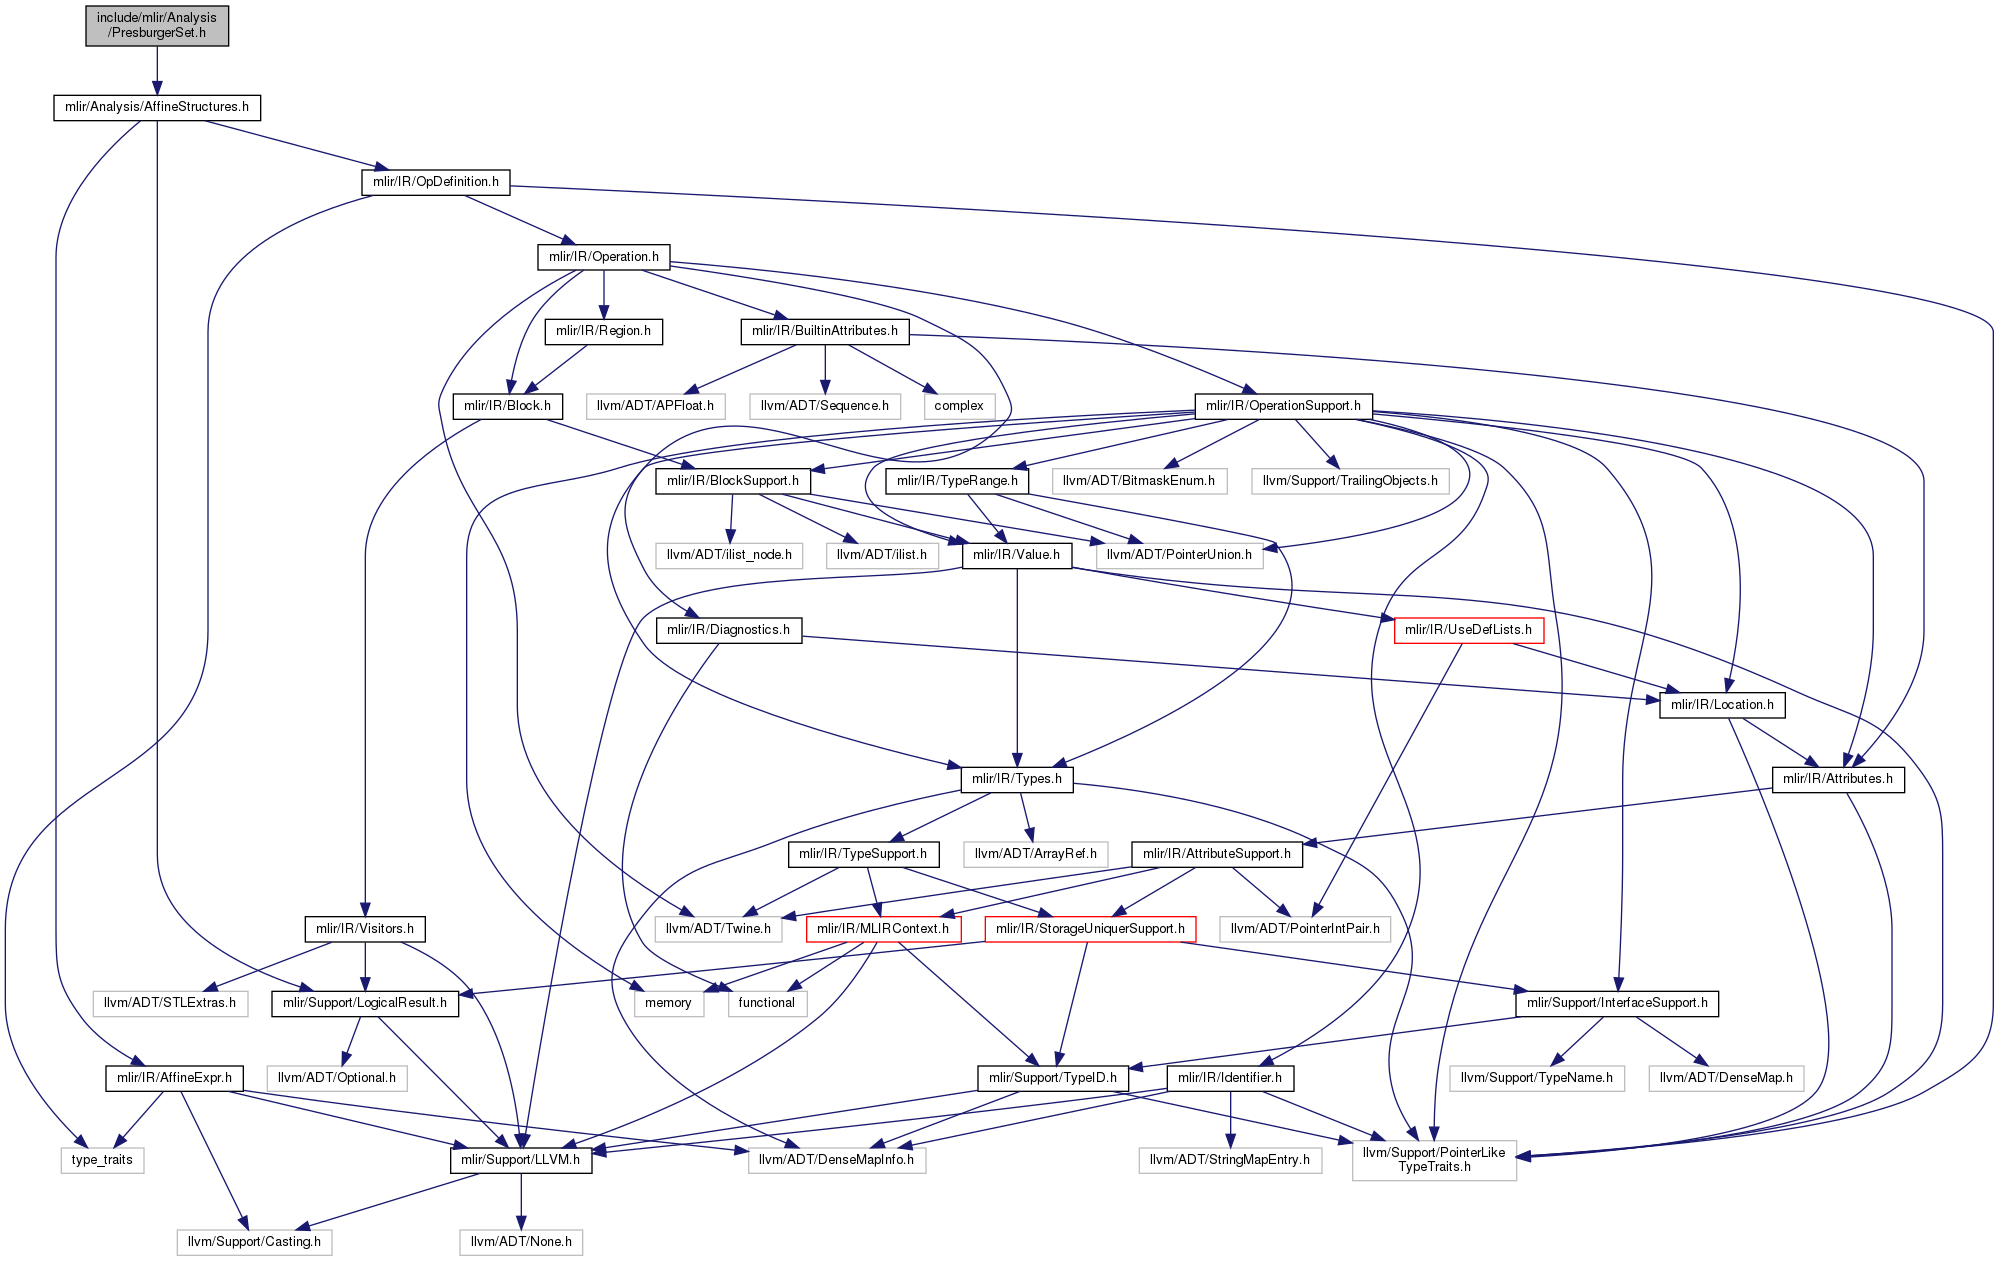 include/mlir/Analysis
/PresburgerSet.h
mlir/Analysis/AffineStructures.h
mlir/IR/OpDefinition.h
mlir/IR/Operation.h
mlir/IR/Region.h
mlir/IR/BuiltinAttributes.h
mlir/IR/Block.h
llvm/ADT/APFloat.h
llvm/ADT/Sequence.h
complex
mlir/IR/OperationSupport.h
mlir/IR/BlockSupport.h
mlir/IR/TypeRange.h
llvm/ADT/BitmaskEnum.h
llvm/Support/TrailingObjects.h
llvm/ADT/ilist_node.h
llvm/ADT/ilist.h
mlir/IR/Value.h
llvm/ADT/PointerUnion.h
mlir/IR/Diagnostics.h
mlir/IR/UseDefLists.h
mlir/IR/Location.h
mlir/IR/Types.h
mlir/IR/Attributes.h
mlir/IR/TypeSupport.h
llvm/ADT/ArrayRef.h
mlir/IR/AttributeSupport.h
mlir/IR/Visitors.h
llvm/ADT/Twine.h
mlir/IR/MLIRContext.h
mlir/IR/StorageUniquerSupport.h
llvm/ADT/PointerIntPair.h
llvm/ADT/STLExtras.h
mlir/Support/LogicalResult.h
memory
functional
mlir/Support/InterfaceSupport.h
mlir/IR/AffineExpr.h
llvm/ADT/Optional.h
mlir/Support/TypeID.h
mlir/IR/Identifier.h
llvm/Support/TypeName.h
llvm/ADT/DenseMap.h
type_traits
mlir/Support/LLVM.h
llvm/ADT/DenseMapInfo.h
llvm/ADT/StringMapEntry.h
llvm/Support/PointerLike
TypeTraits.h
llvm/Support/Casting.h
llvm/ADT/None.h